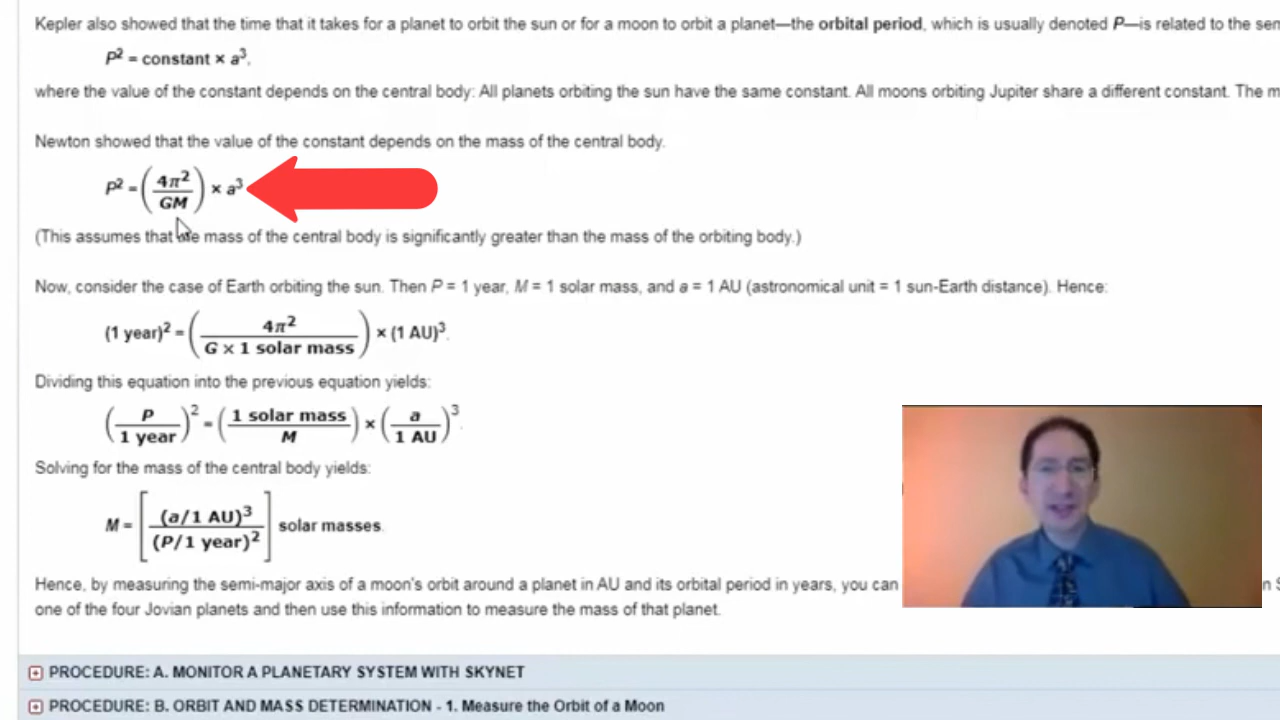 Kepler also showed that the time that it takes for a planet to orbit the sun or for a moon to orbit a planet—the orbital period, which is usually denoted P—is related to the
P² = constant × a³.
where the value of the constant depends on the central body: All planets orbiting the sun have the same constant. All moons orbiting Jupiter share a different constant. The
Newton showed that the value of the constant depends on the mass of the central body.
P² = (4π²/GM) × a³
(This assumes that the mass of the central body is significantly greater than the mass of the orbiting body.)
Now, consider the case of Earth orbiting the sun. Then P = 1 year, M = 1 solar mass, and a = 1 AU (astronomical unit = 1 sun-Earth distance). Hence:
(1 year)² = (4π²/G x 1 solar mass) × (1 AU)³.
Dividing this equation into the previous equation yields:
(P/1 year)² = (1 solar mass/M) × (a/1 AU)³.
Solving for the mass of the central body yields:
M = [(a/1 AU)³/(P/1 year)²] solar masses.
Hence, by measuring the semi-major axis of a moon's orbit around a planet in AU and its orbital period in years, you can
one of the four Jovian planets and then use this information to measure the mass of that planet.
PROCEDURE: A. MONITOR A PLANETARY SYSTEM WITH SKYNET
PROCEDURE: B. ORBIT AND MASS DETERMINATION - 1. Measure the Orbit of a Moon